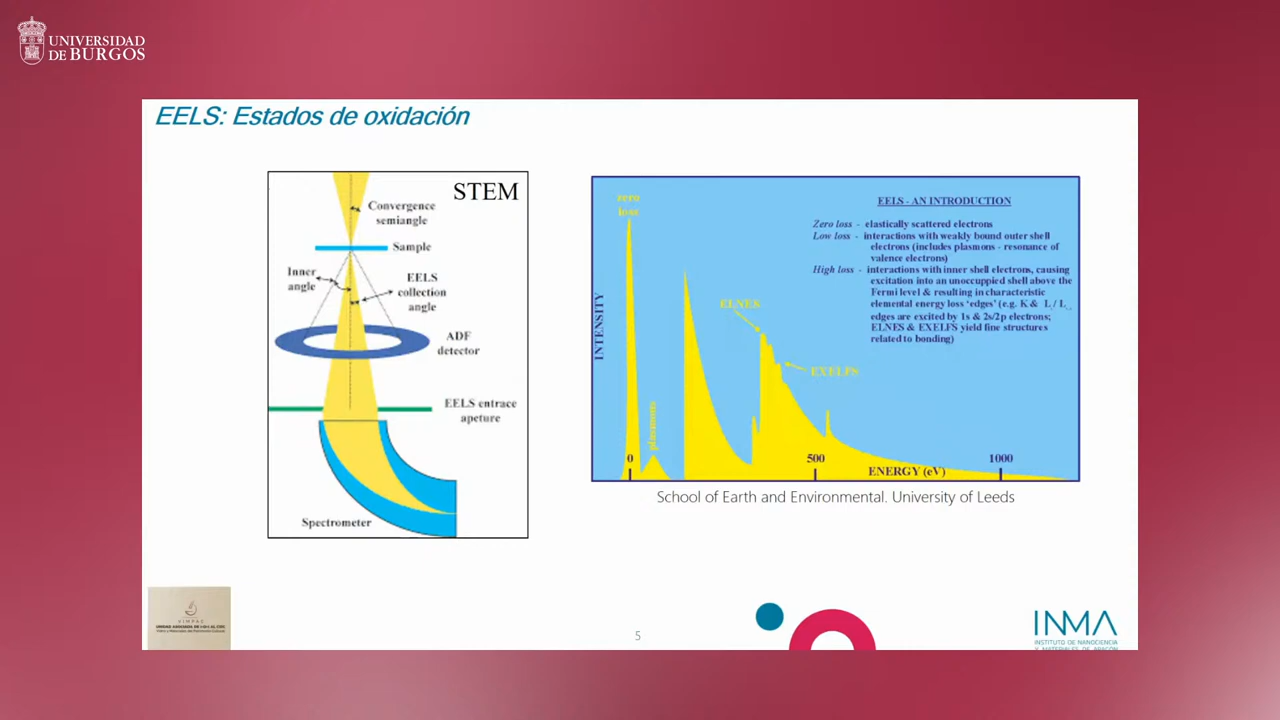 UNIVERSIDAD
DE BURGOS
EELS: Estados de oxidación
STEM
Convergence
semiangle
Sample
Inner
angle
EELS
collection
angle
ADF
detector
EELS entrace
apeture
Spectrometer
zero
loss
INTENSITY
plasmons
ELNES
EXELFS
0
500
1000
ENERGY (eV)
EELS - AN INTRODUCTION
Zero loss - elastically scattered electrons
Low loss - interactions with weakly bound outer shell
electrons (includes plasmons - resonance of
valence electrons)
High loss - interactions with inner shell electrons, causing
excitation into an unoccupied shell above the
Fermi level & resulting in characteristic
elemental energy loss 'edges' (e.g. K & L / L
edges are excited by 1s & 2s/2p electrons;
ELNES & EXELFS yield fine structures
related to bonding)
School of Earth and Environmental. University of Leeds
5
INMA
INSTITUTO DE NANOCIENCIA
Y MATERIALES DE ARAGÓN